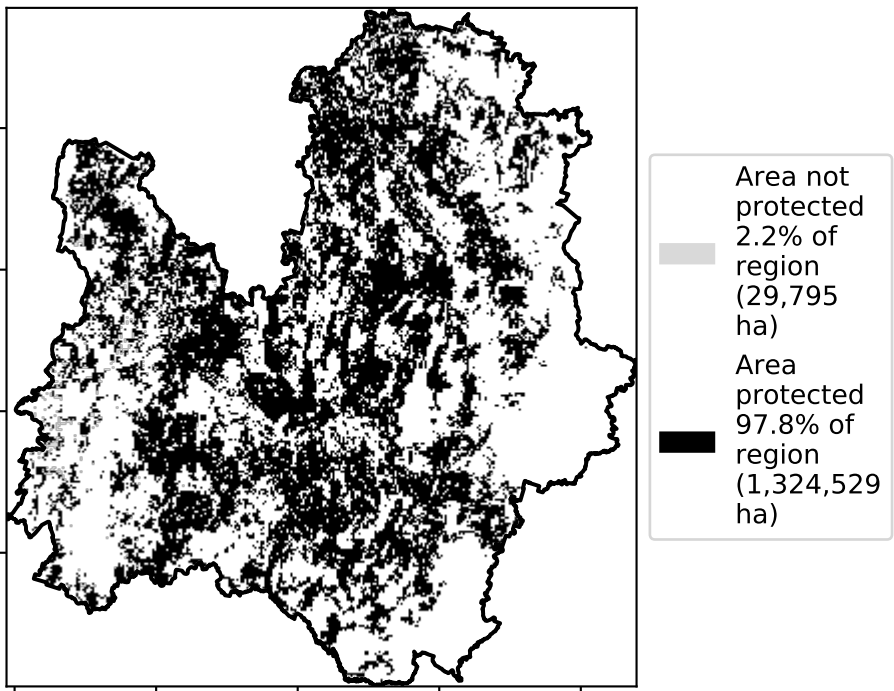 Area not
protected
2.2% of
region
(29,795
ha)
Area
protected
97.8% of
region
(1,324,529
ha)